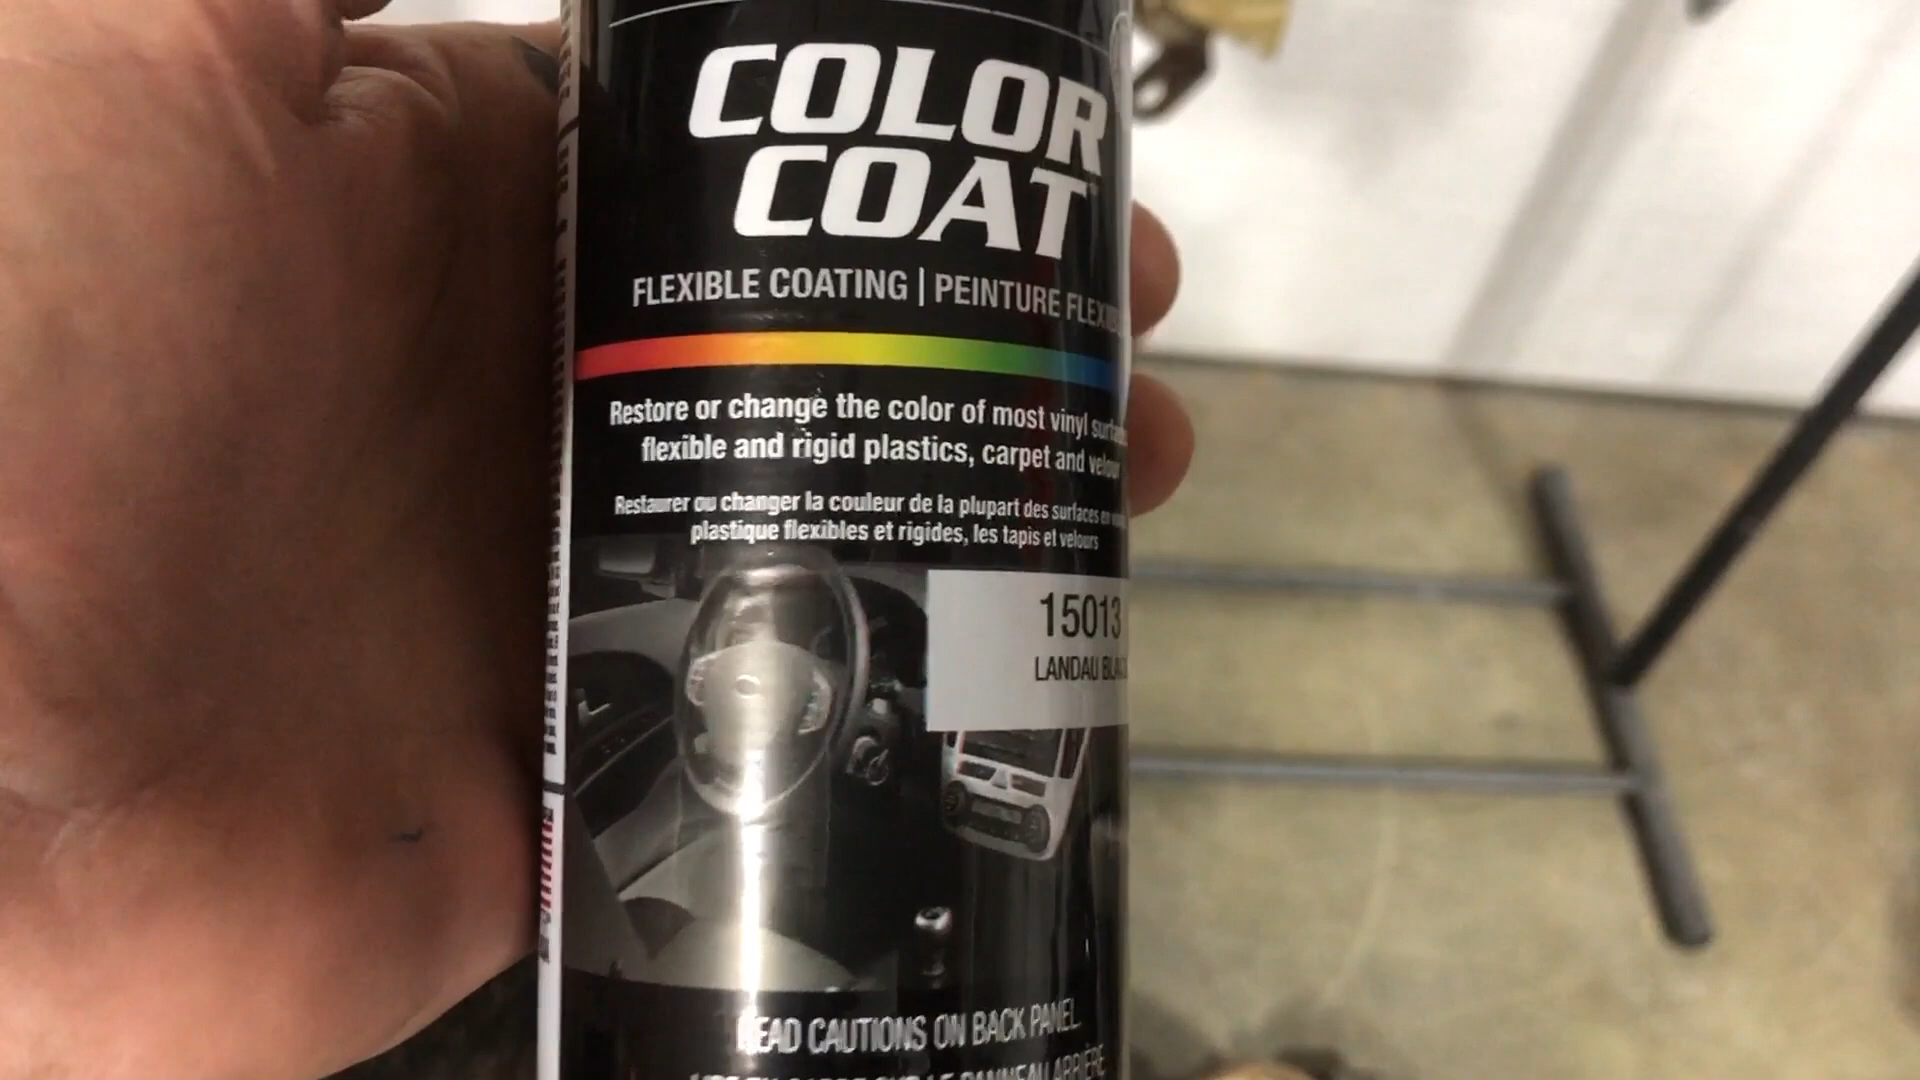 COLOR
COAT
FLEXIBLE COATING | PEINTURE
Restore or change the color of most vinyl
flexible and rigid plastics, carpet and
Restaurer ou changer la couleur de la plupart des surfaces
plastique flexibles et rigides, les tapis et velours
15013
LANDAU
READ CAUTIONS ON BACK PANEL.